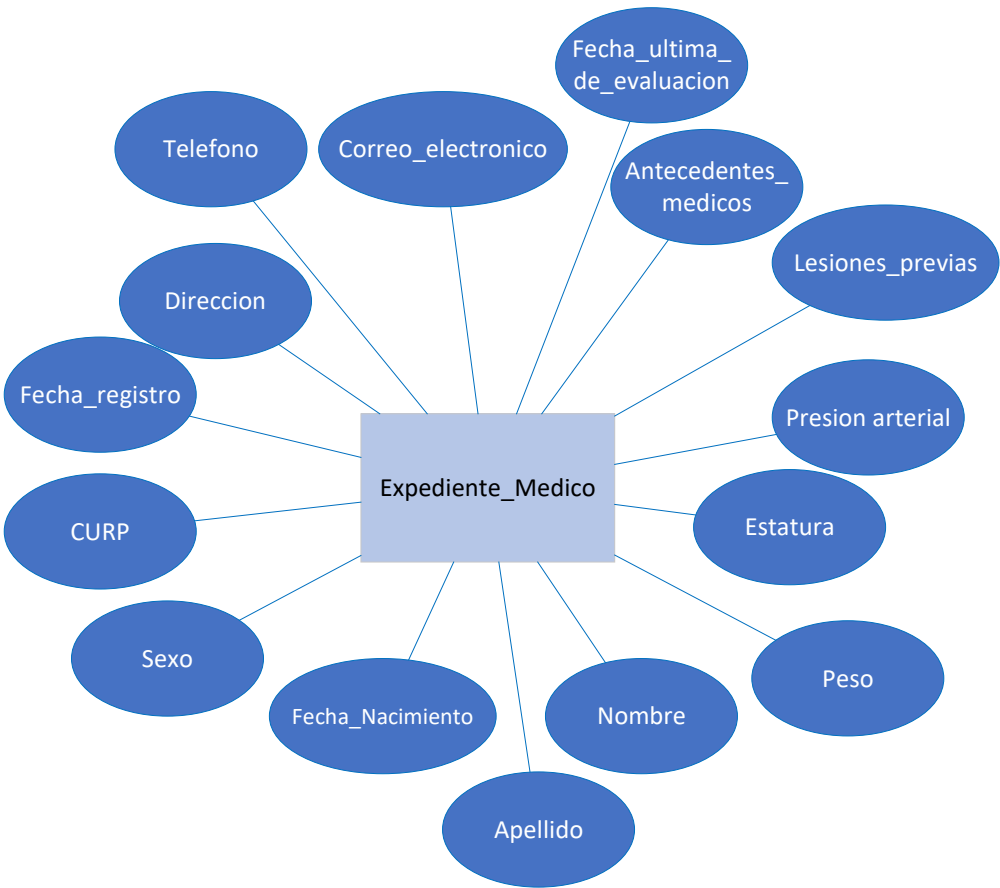 Fecha_ultima_
de_evaluacion
Telefono
Correo_electronico
Antecedentes_
medicos
Lesiones_previas
Direccion
Fecha_registro
Presion arterial
Expediente_Medico
CURP
Estatura
Sexo
Peso
Fecha_Nacimiento
Nombre
Apellido